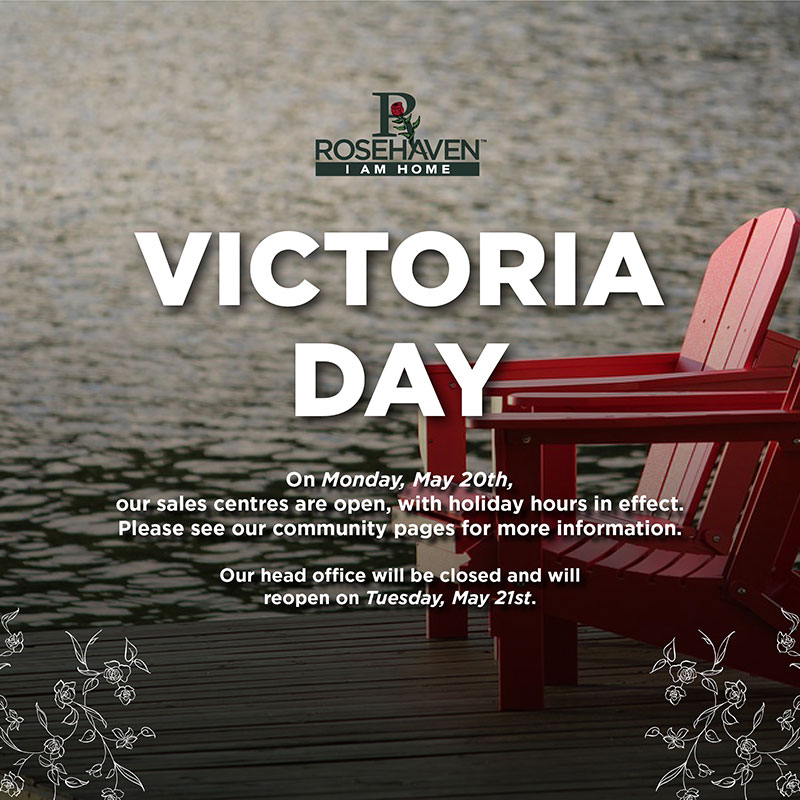 R
ROSEHAVEN™
I AM HOME
VICTORIA
DAY
On Monday, May 20th,
our sales centres are open, with holiday hours in effect.
Please see our community pages for more information.
Our head office will be closed and will
reopen on Tuesday, May 21st.